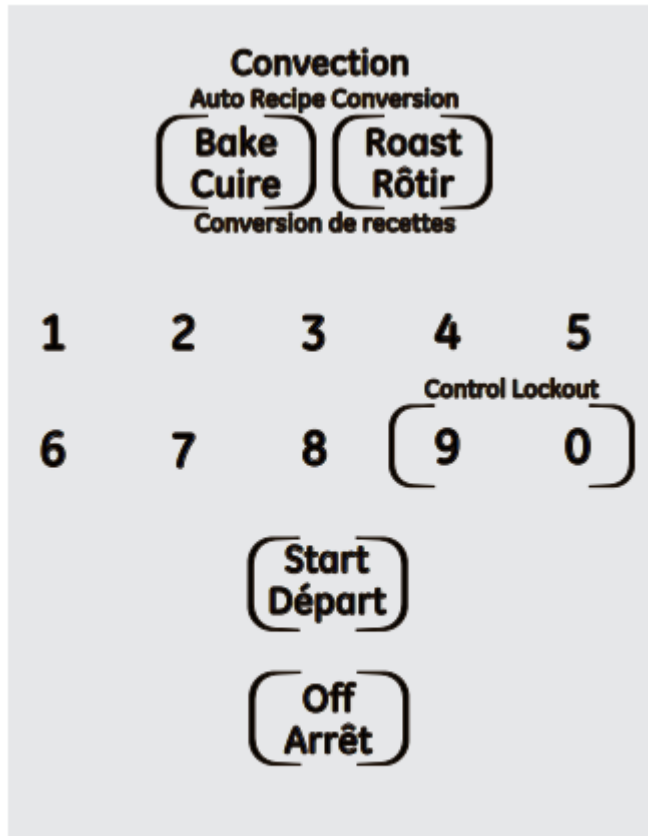 Convection
Auto Recipe Conversion
Bake Roast
Cuire Rôtir
Conversion de recettes
1 2 3 4 5
Control Lockout
6 7 8 9 0
Start
Départ
Off
Arrêt